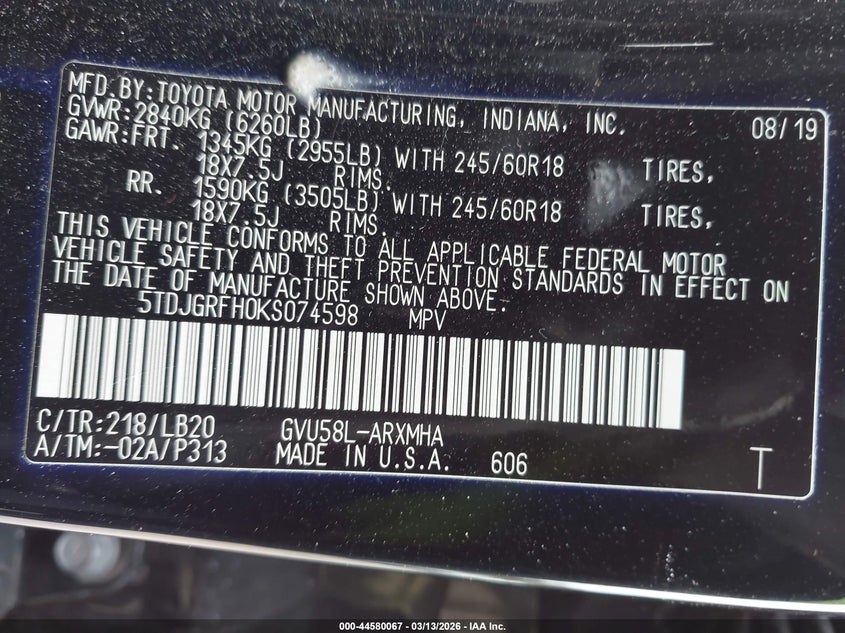 MFD.BY:TOYOTA MOTOR MANUFACTURING, INDIANA, INC. 08/19
GVWR:2840KG (6260LB)
GAWR:FRT. 1345KG (2955LB) WITH 245/60R18 TIRES,
18X7.5J RIMS.
RR. 1590KG (3505LB) WITH 245/60R18 TIRES,
18X7.5J RIMS.
THIS VEHICLE CONFORMS TO ALL APPLICABLE FEDERAL MOTOR
VEHICLE SAFETY AND THEFT PREVENTION STANDARDS IN EFFECT ON
THE DATE OF MANUFACTURE SHOWN ABOVE.
5TDJGRFH0KS074598 MPV
C/TR:218/LB20 GVU58L-ARXMHA
A/TM:-02A/P313 MADE IN U.S.A. 606 T
000-44580067 - 03/13/2026 - IAA Inc.